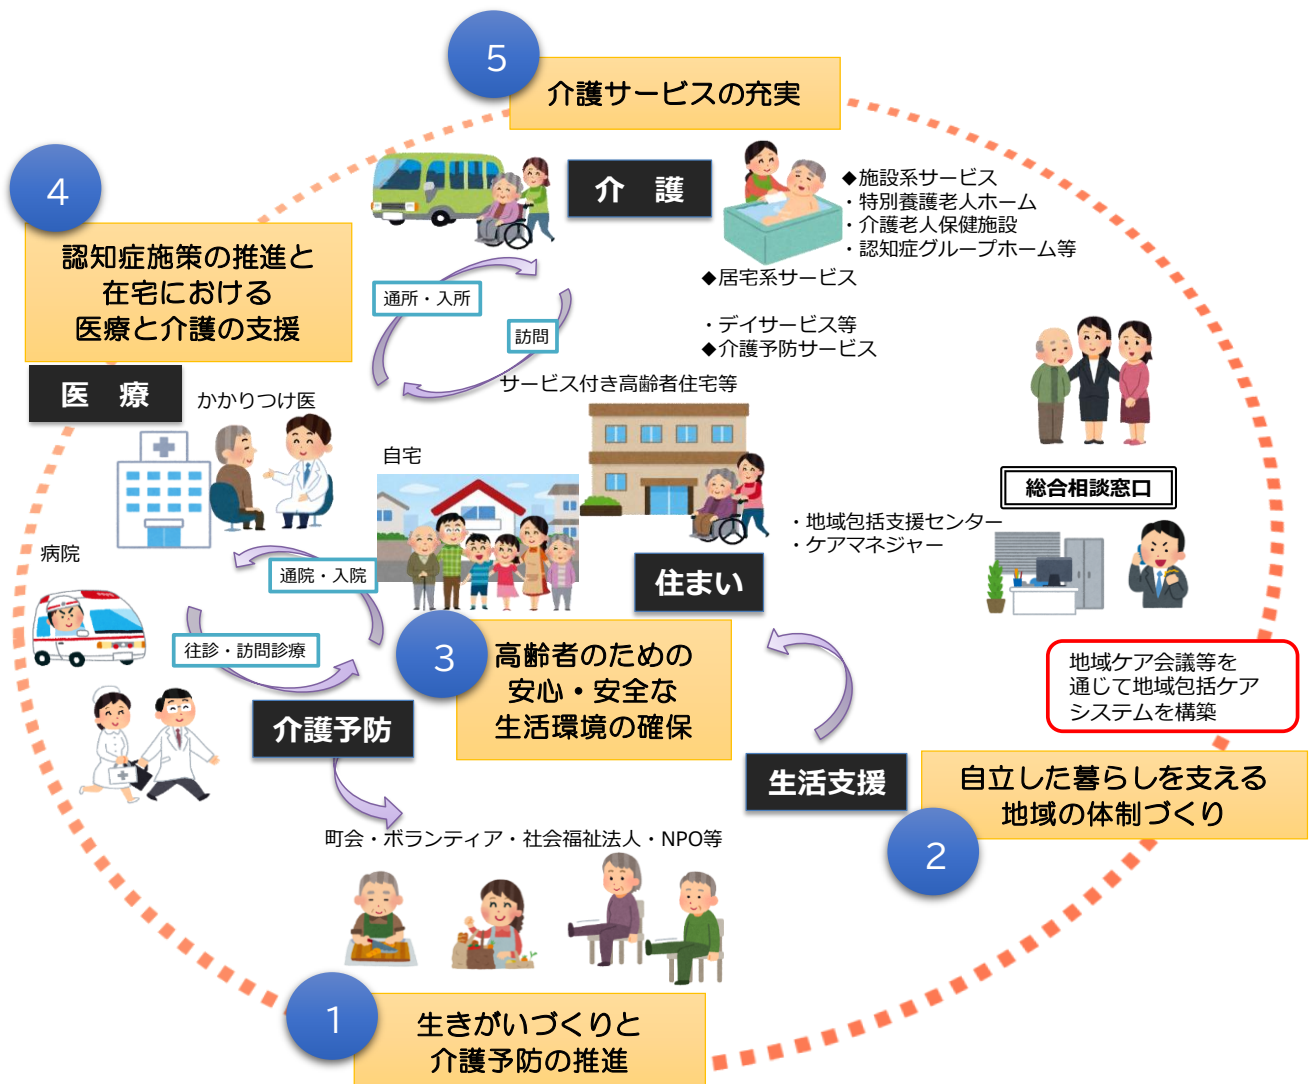 5
介護サービスの充実
4
認知症施策の推進と
在宅における
医療と介護の支援
介 護
◆施設系サービス
・特別養護老人ホーム
・介護老人保健施設
・認知症グループホーム等
◆居宅系サービス
・デイサービス等
◆介護予防サービス
通所・入所
訪問
医 療
かかりつけ医
病院
サービス付き高齢者住宅等
自宅
住まい
総合相談窓口
・地域包括支援センター
・ケアマネジャー
通院・入院
往診・訪問診療
3
高齢者のための
安心・安全な
生活環境の確保
地域ケア会議等を
通じて地域包括ケア
システムを構築
介護予防
生活支援
2
自立した暮らしを支える
地域の体制づくり
町会・ボランティア・社会福祉法人・NPO等
1
生きがいづくりと
介護予防の推進